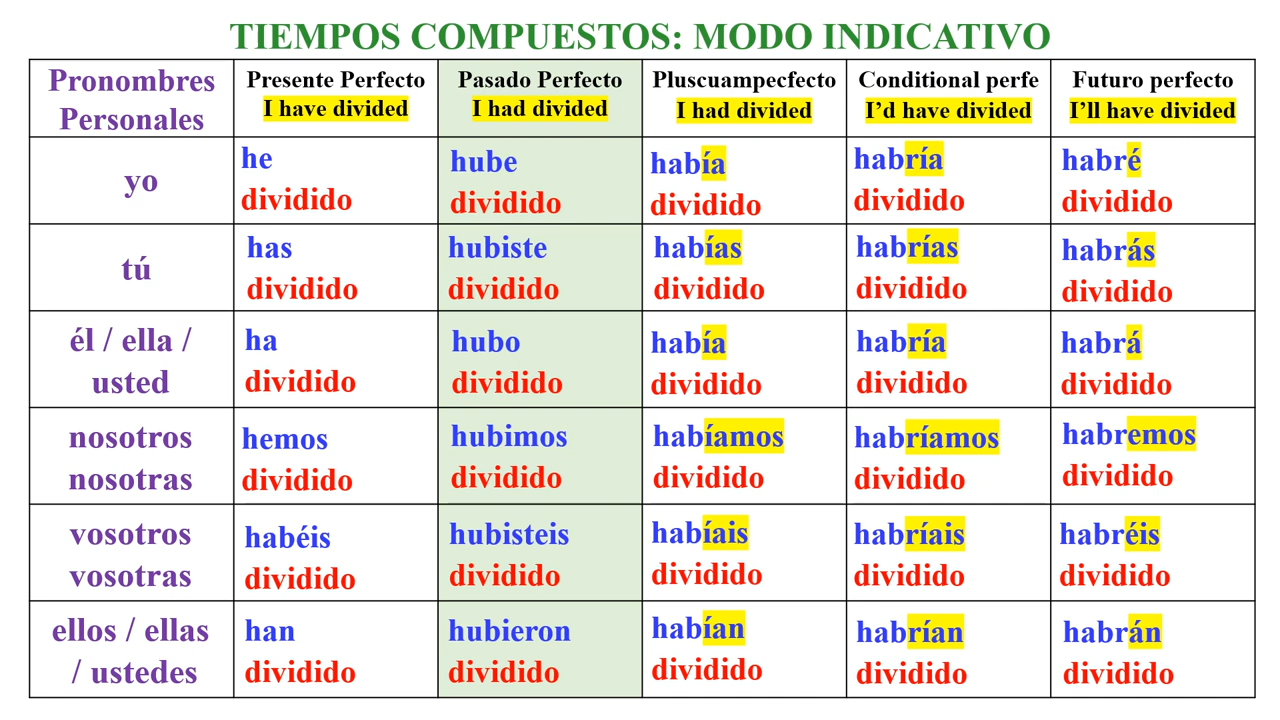 TIEMPOS COMPUESTOS: MODO INDICATIVO
Pronombres
Personales
Presente Perfecto
I have divided
Pasado Perfecto
I had divided
Pluscuampecfecto
I had divided
Conditional perfe
I'd have divided
Futuro perfecto
I'll have divided
yo
he
dividido
hube
dividido
había
dividido
habría
dividido
habré
dividido
tú
has
dividido
hubiste
dividido
habías
dividido
habrías
dividido
habrás
dividido
él / ella /
usted
ha
dividido
hubo
dividido
había
dividido
habría
dividido
habrá
dividido
nosotros
nosotras
hemos
dividido
hubimos
dividido
habíamos
dividido
habríamos
dividido
habremos
dividido
vosotros
vosotras
habéis
dividido
hubisteis
dividido
habíais
dividido
habríais
dividido
habréis
dividido
ellos / ellas
/ ustedes
han
dividido
hubieron
dividido
habían
dividido
habrían
dividido
habrán
dividido